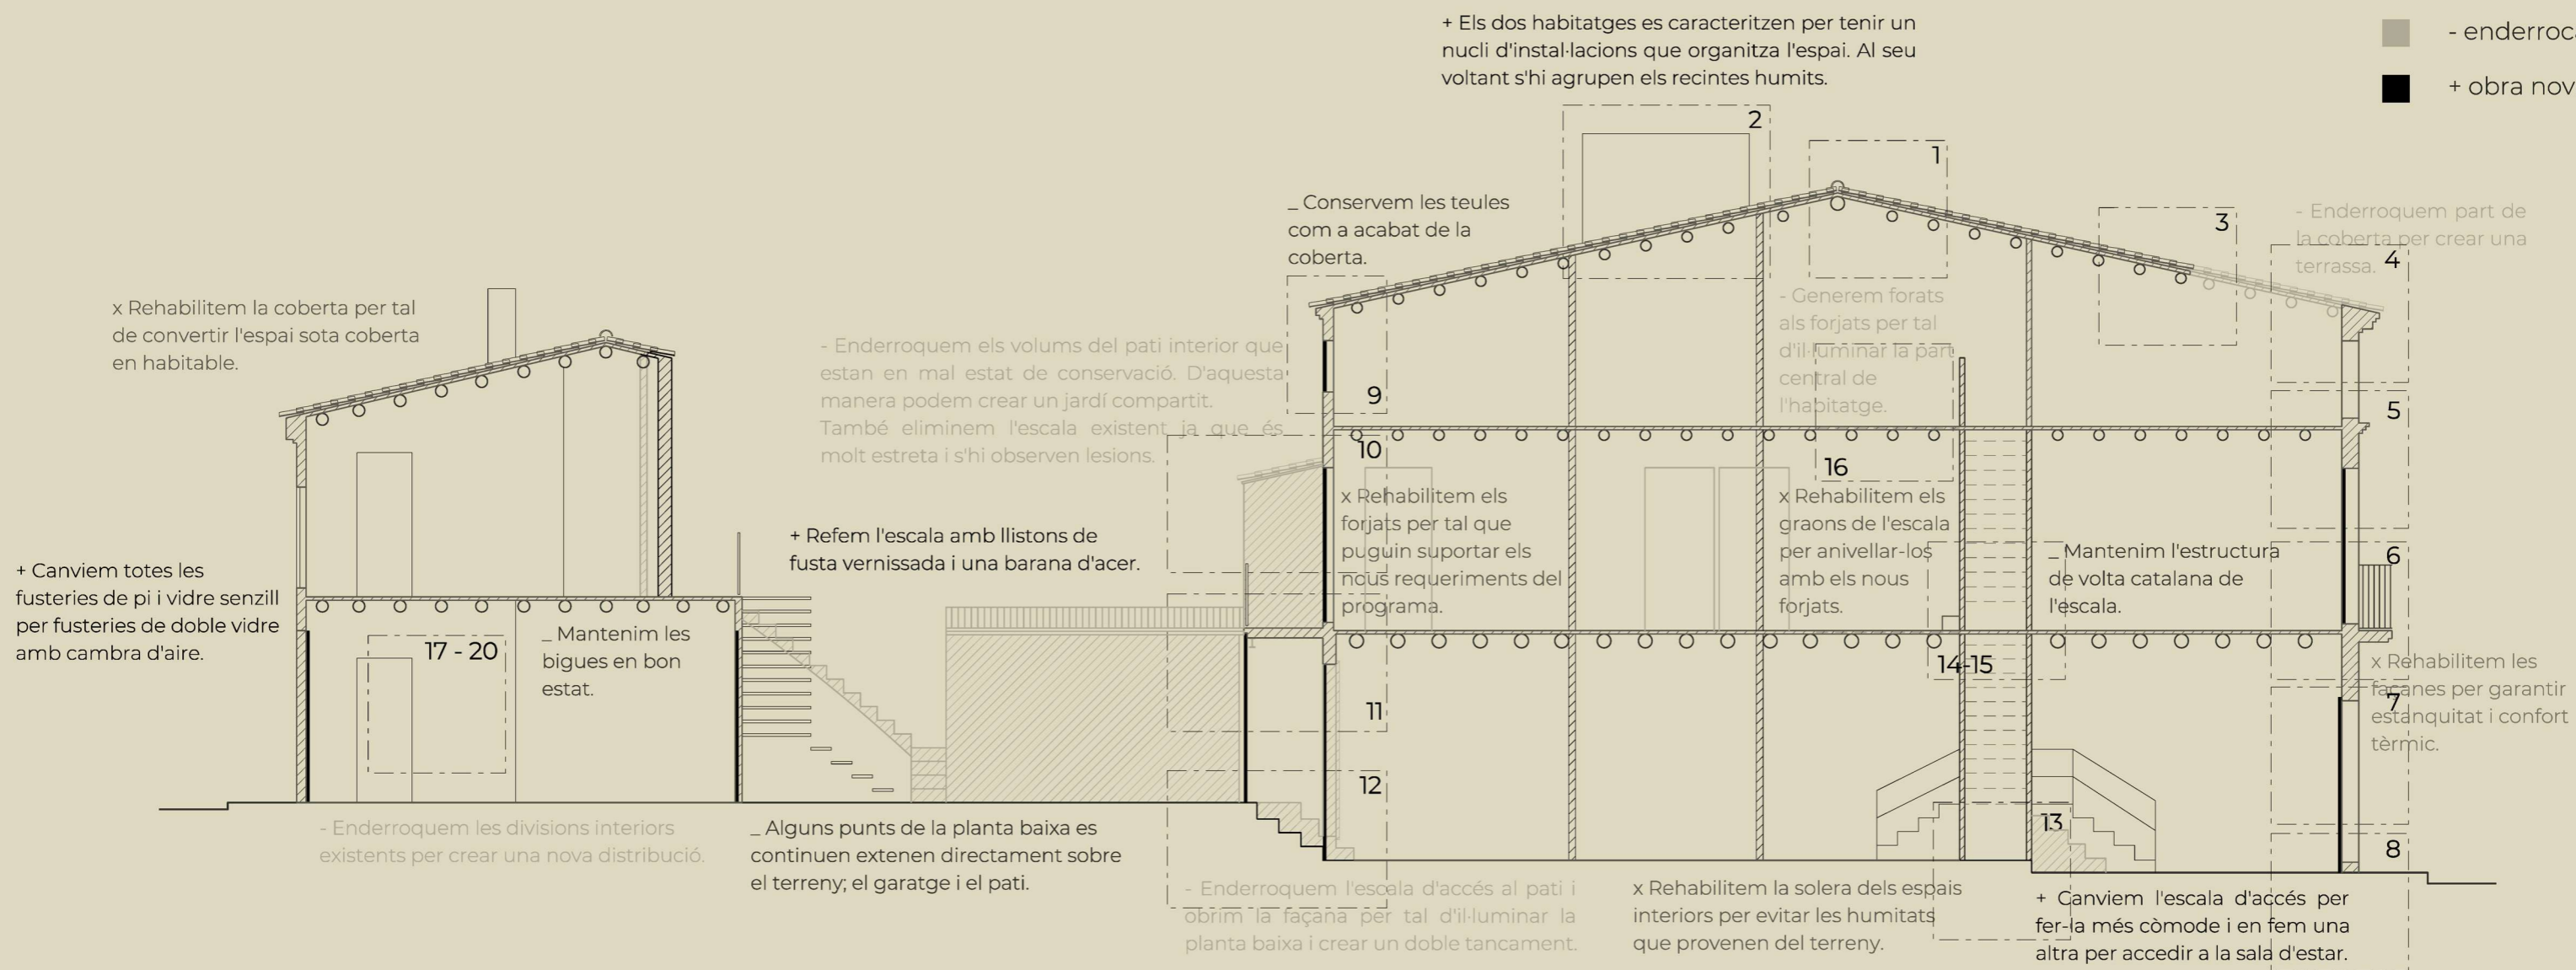 + Els dos habitatges es caracteritzen per tenir un
nucli d'instal·lacions que organitza l'espai. Al seu
voltant s'hi agrupen els recintes humits.
+ obra nov
2
1
3
4
_ Conservem les teules
com a acabat de la
coberta.
- Enderroquem part de
la coberta per crear una
terrassa.
x Rehabilitem la coberta per tal
de convertir l'espai sota coberta
en habitable.
- Enderroquem els volums del pati interior que
estan en mal estat de conservació. D'aquesta
manera podem crear un jardí compartit.
També eliminem l'escala existent ja que és
molt estreta i s'hi observen lesions.
- Generem forats
als forjats per tal
d'il·luminar la part
central de
l'habitatge.
9
5
10
16
x Rehabilitem els
forjats per tal que
puguin suportar els
nous requeriments del
programa.
x Rehabilitem els
graons de l'escala
per anivellar-los
amb els nous
forjats.
_ Mantenim l'estructura
de volta catalana de
l'escala.
6
+ Refem l'escala amb llistons de
fusta vernissada i una barana d'acer.
+ Canviem totes les
fusteries de pi i vidre senzill
per fusteries de doble vidre
amb cambra d'aire.
17 - 20
_ Mantenim les
bigues en bon
estat.
14-15
x Rehabilitem les
façanes per garantir
estanquitat i confort
tèrmic.
7
11
12
13
8
- Enderroquem les divisions interiors
existents per crear una nova distribució.
_ Alguns punts de la planta baixa es
continuen extenen directament sobre
el terreny; el garatge i el pati.
- Enderroquem l'escala d'accés al pati i
obrim la façana per tal d'il·luminar la
planta baixa i crear un doble tancament.
x Rehabilitem la solera dels espais
interiors per evitar les humitats
que provenen del terreny.
+ Canviem l'escala d'accés per
fer-la més còmode i en fem una
altra per accedir a la sala d'estar.